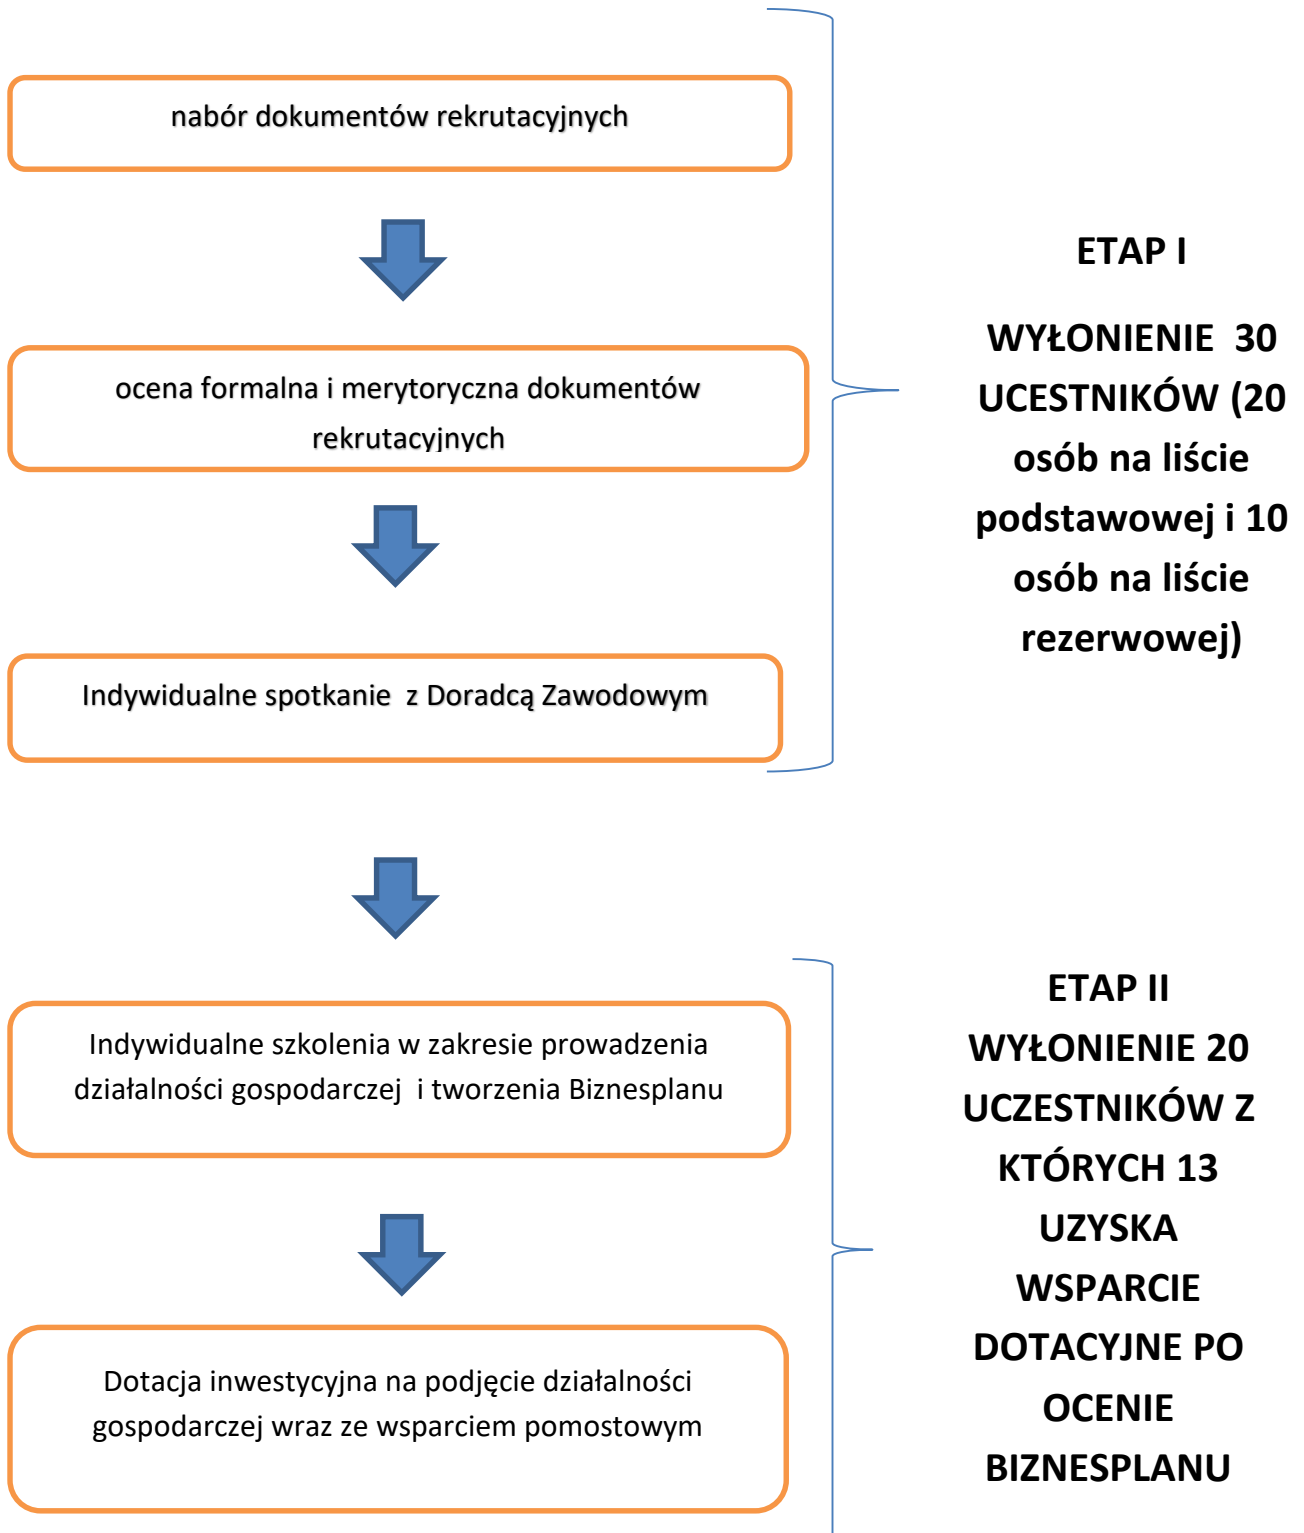 nabór dokumentów rekrutacyjnych
ocena formalna i merytoryczna dokumentów
rekrutacyjnych
Indywidualne spotkanie z Doradcą Zawodowym
ETAP I
WYŁONIENIE 30
UCESTNIKÓW (20
osób na liście
podstawowej i 10
osób na liście
rezerwowej)
Indywidualne szkolenia w zakresie prowadzenia
działalności gospodarczej i tworzenia Biznesplanu
Dotacja inwestycyjna na podjęcie działalności
gospodarczej wraz ze wsparciem pomostowym
ETAP II
WYŁONIENIE 20
UCZESTNIKÓW Z
KTÓRYCH 13
UZYSKA
WSPARCIE
DOTACYJNE PO
OCENIE
BIZNESPLANU